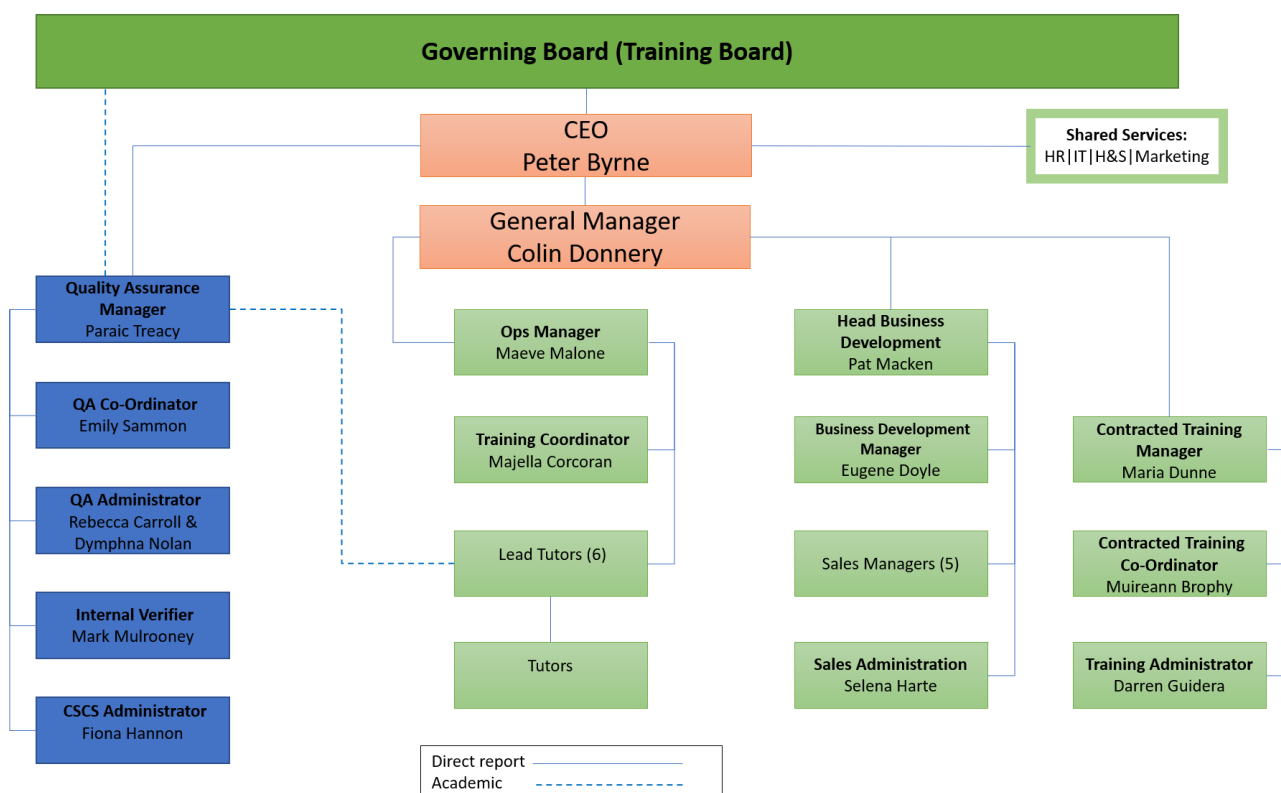 Governing Board (Training Board)
CEO
Peter Byrne
Shared Services:
HR|IT|H&S|Marketing
General Manager
Colin Donnery
Quality Assurance
Manager
Paraic Treacy
QA Co-Ordinator
Emily Sammon
QA Administrator
Rebecca Carroll &
Dymphna Nolan
Internal Verifier
Mark Mulrooney
CSCS Administrator
Fiona Hannon
Ops Manager
Maeve Malone
Training Coordinator
Majella Corcoran
Lead Tutors (6)
Tutors
Head Business
Development
Pat Macken
Business Development
Manager
Eugene Doyle
Sales Managers (5)
Sales Administration
Selena Harte
Contracted Training
Manager
Maria Dunne
Contracted Training
Co-Ordinator
Muireann Brophy
Training Administrator
Darren Guidera
Direct report
Academic